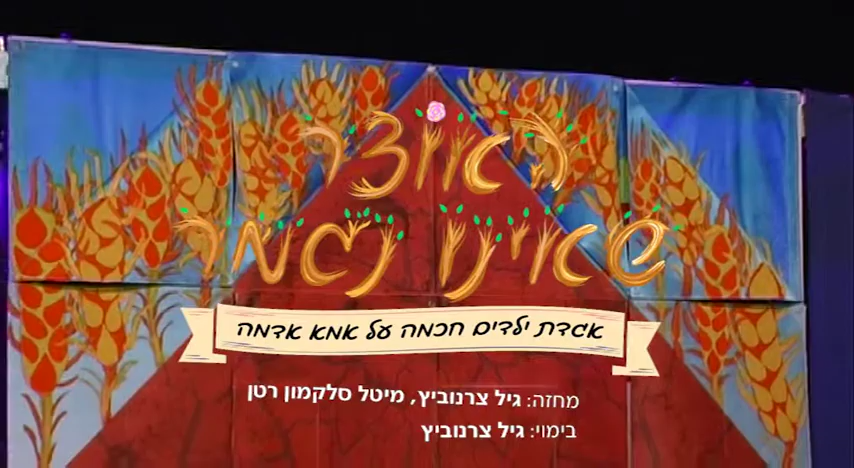 האוצר
שאינו נגמר
אגדת ילדים חכמה על אמא אדמה
מחזה: גיל צרנוביץ, מיטל סלקמון רטן
בימוי: גיל צרנוביץ